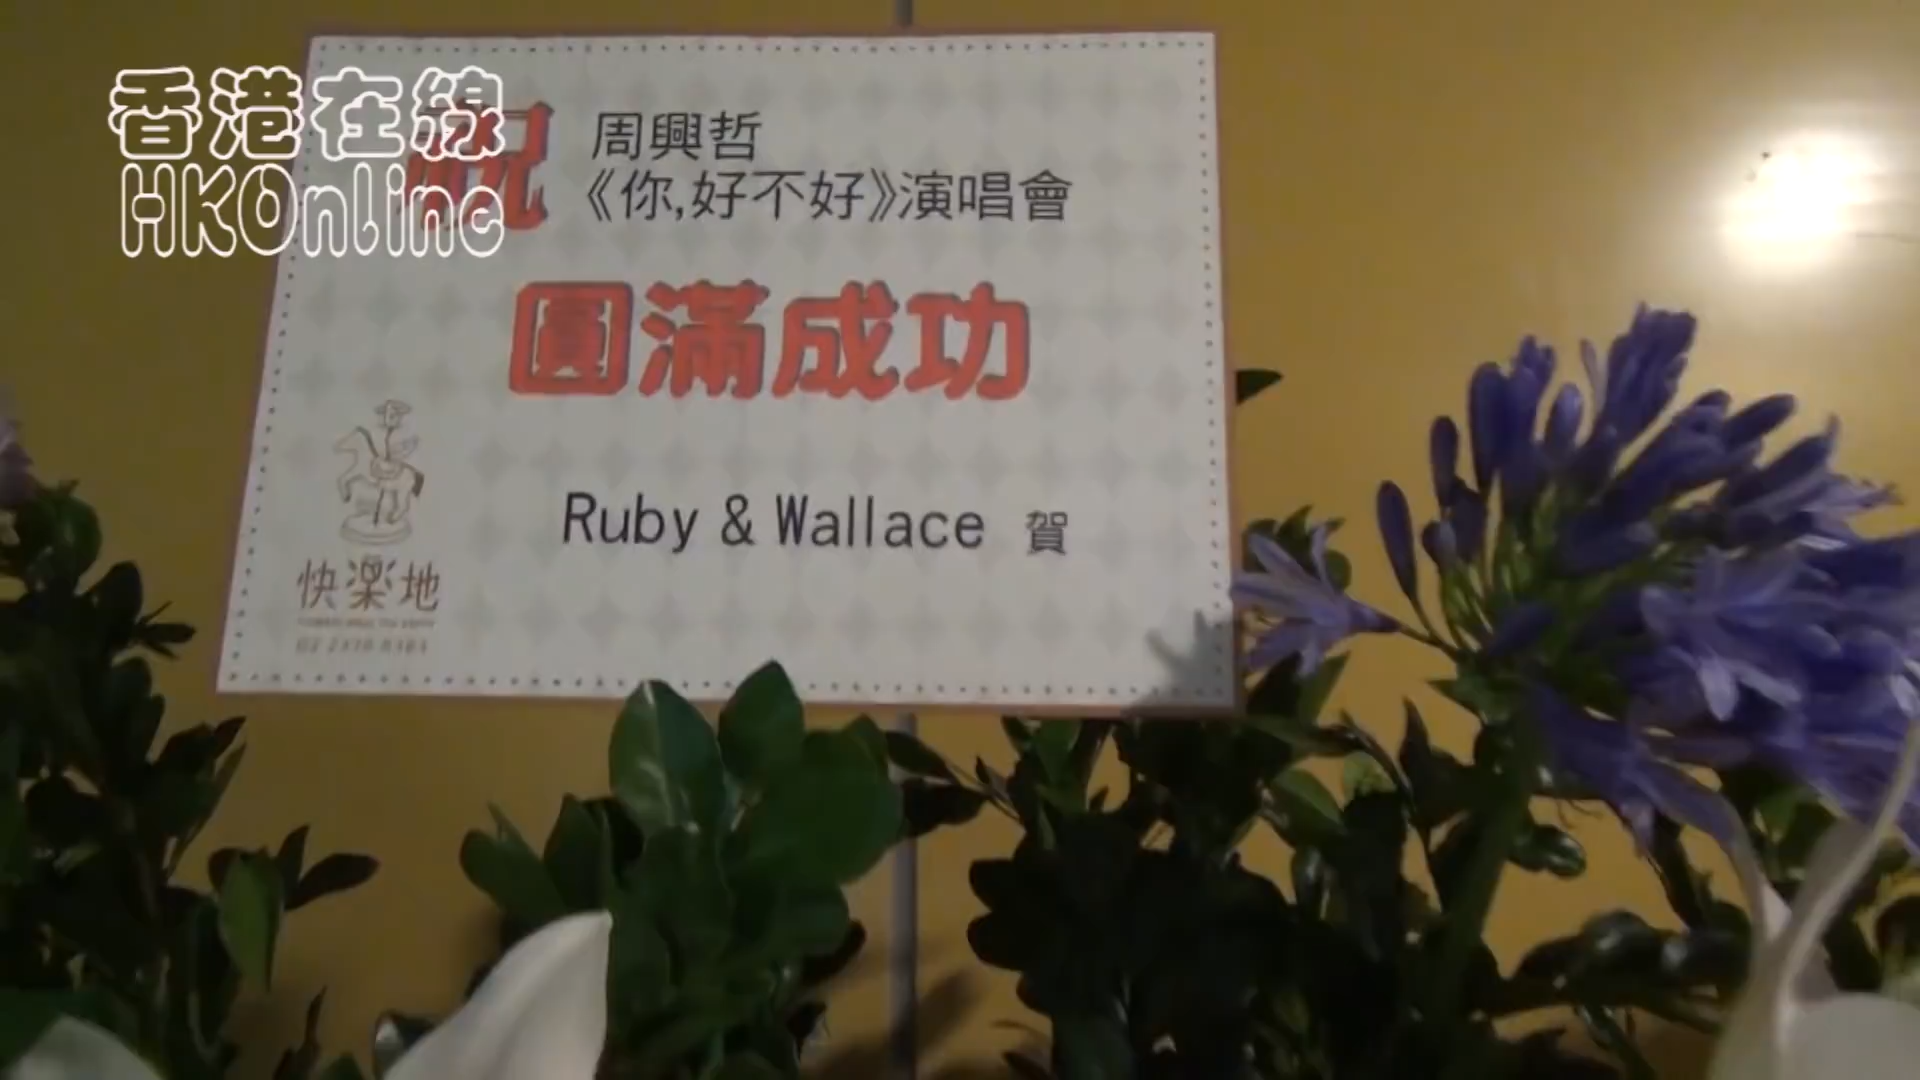 香港在線
HKOnline
祝
周興哲
《你,好不好》演唱會
圓滿成功
Ruby & Wallace 賀
快樂地